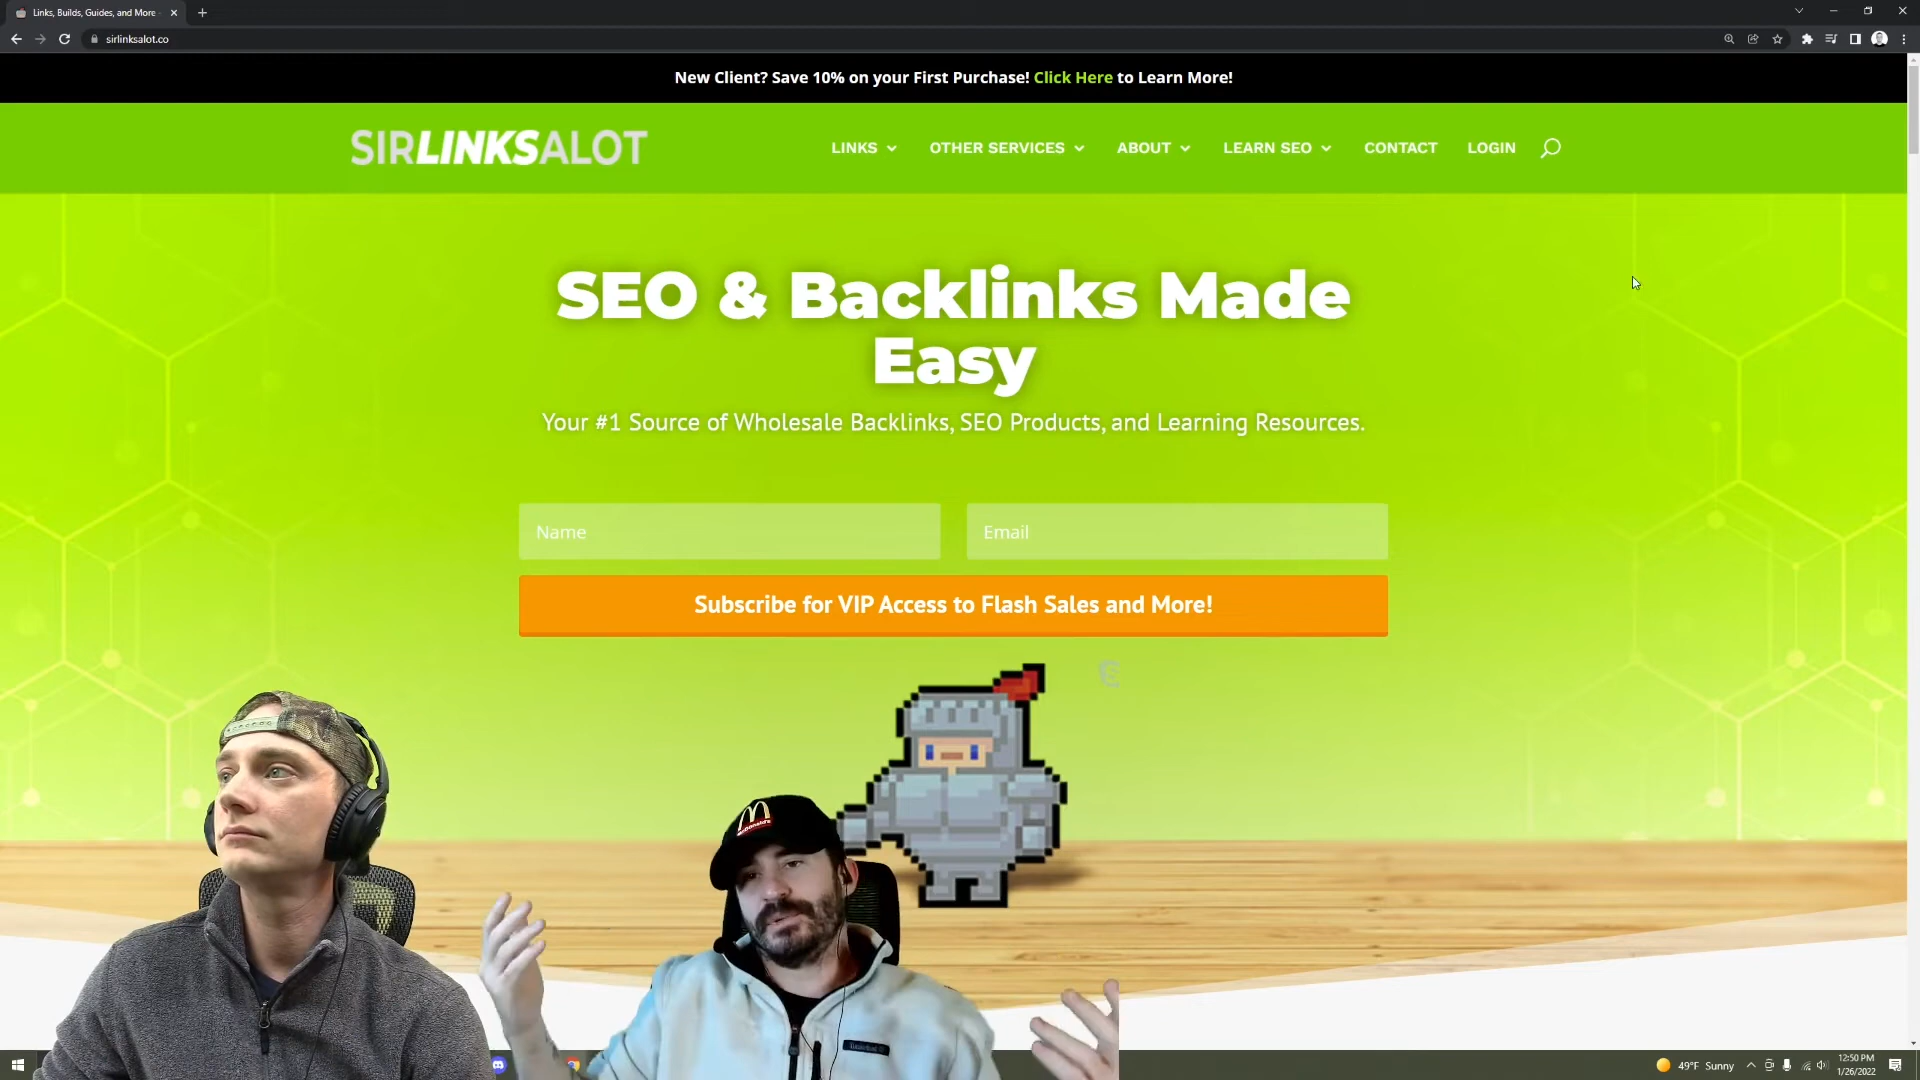 Links, Builds, Guides, and More -
sirlinksalot.co
New Client? Save 10% on your First Purchase! Click Here to Learn More!
SIRLINKSALOT
LINKS
OTHER SERVICES
ABOUT
LEARN SEO
CONTACT
LOGIN
SEO & Backlinks Made
Easy
Your #1 Source of Wholesale Backlinks, SEO Products, and Learning Resources.
Name
Email
Subscribe for VIP Access to Flash Sales and More!
McDonald's
49°F Sunny
12:50 PM
1/26/2022